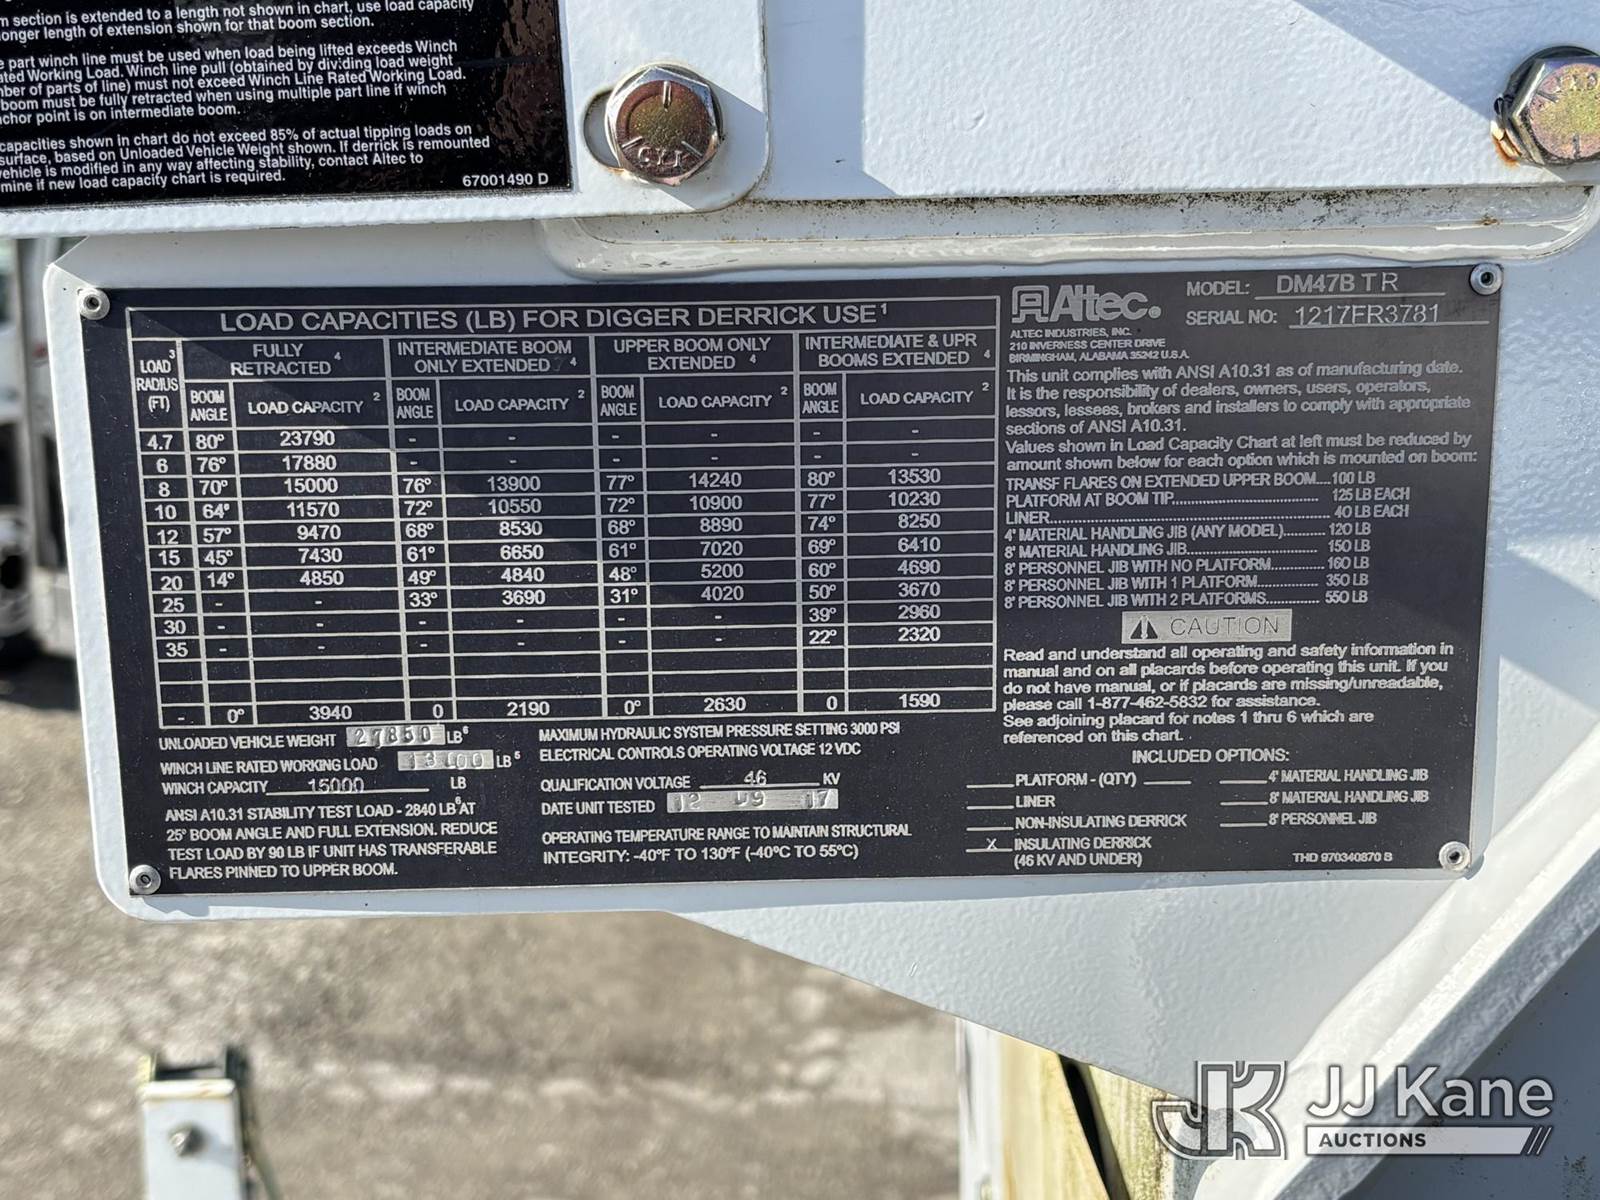 m section is extended to a length not shown in chart, use load capacity
onger length of extension shown for that boom section.
e part winch line must be used when load being lifted exceeds Winch
ated Working Load. Winch line pull (obtained by dividing load weight
mber of parts of line) must not exceed Winch Line Rated Working Load.
boom must be fully retracted when using multiple part line if winch
nchor point is on intermediate boom.
capacities shown in chart do not exceed 85% of actual tipping loads on
surface, based on Unloaded Vehicle Weight shown. If derrick is remounted
vehicle is modified in any way affecting stability, contact Altec to
mine if new load capacity chart is required.
67001490 D
LOAD CAPACITIES (LB) FOR DIGGER DERRICK USE 1
LOAD RADIUS (FT) 3
FULLY RETRACTED 4
INTERMEDIATE BOOM ONLY EXTENDED 4
UPPER BOOM ONLY EXTENDED 4
INTERMEDIATE & UPR BOOMS EXTENDED 4
BOOM ANGLE LOAD CAPACITY 2 BOOM ANGLE LOAD CAPACITY 2 BOOM ANGLE LOAD CAPACITY 2 BOOM ANGLE LOAD CAPACITY 2
4.7 80° 23790 - - - - - -
6 76° 17880 - - - - - -
8 70° 15000 76° 13900 77° 14240 80° 13530
10 64° 11570 72° 10550 72° 10900 77° 10230
12 57° 9470 68° 8530 68° 8890 74° 8250
15 45° 7430 61° 6650 61° 7020 69° 6410
20 14° 4850 49° 4840 48° 5200 60° 4690
25 - - 33° 3690 31° 4020 50° 3670
30 - - - - - - 39° 2960
35 - - - - - - 22° 2320
- 0° 3940 0 2190 0° 2630 0 1590
UNLOADED VEHICLE WEIGHT 27850 LB 6
WINCH LINE RATED WORKING LOAD 13100 LB 5
WINCH CAPACITY 15000 LB
ANSI A10.31 STABILITY TEST LOAD - 2840 LB 6 AT
25° BOOM ANGLE AND FULL EXTENSION. REDUCE
TEST LOAD BY 90 LB IF UNIT HAS TRANSFERABLE
FLARES PINNED TO UPPER BOOM.
MAXIMUM HYDRAULIC SYSTEM PRESSURE SETTING 3000 PSI
ELECTRICAL CONTROLS OPERATING VOLTAGE 12 VDC
QUALIFICATION VOLTAGE 46 KV
DATE UNIT TESTED 12 09 17
OPERATING TEMPERATURE RANGE TO MAINTAIN STRUCTURAL
INTEGRITY: -40°F TO 130°F (-40°C TO 55°C)
Altec.
ALTEC INDUSTRIES, INC.
210 INVERNESS CENTER DRIVE
BIRMINGHAM, ALABAMA 35242 U.S.A.
MODEL: DM47B TR
SERIAL NO: 1217FR3781
This unit complies with ANSI A10.31 as of manufacturing date.
It is the responsibility of dealers, owners, users, operators,
lessors, lessees, brokers and installers to comply with appropriate
sections of ANSI A10.31.
Values shown in Load Capacity Chart at left must be reduced by
amount shown below for each option which is mounted on boom:
TRANSF FLARES ON EXTENDED UPPER BOOM....100 LB
PLATFORM AT BOOM TIP.................... 125 LB EACH
LINER.................... 40 LB EACH
4' MATERIAL HANDLING JIB (ANY MODEL).......... 120 LB
8' MATERIAL HANDLING JIB.................... 150 LB
8' PERSONNEL JIB WITH NO PLATFORM............ 160 LB
8' PERSONNEL JIB WITH 1 PLATFORM............ 350 LB
8' PERSONNEL JIB WITH 2 PLATFORMS............ 550 LB
CAUTION
Read and understand all operating and safety information in
manual and on all placards before operating this unit. If you
do not have manual, or if placards are missing/unreadable,
please call 1-877-462-5832 for assistance.
See adjoining placard for notes 1 thru 6 which are
referenced on this chart.
INCLUDED OPTIONS:
PLATFORM - (QTY)
LINER
NON-INSULATING DERRICK
X INSULATING DERRICK
(46 KV AND UNDER)
4' MATERIAL HANDLING JIB
8' MATERIAL HANDLING JIB
8' PERSONNEL JIB
THD 970340870 B
JK JJ Kane
AUCTIONS